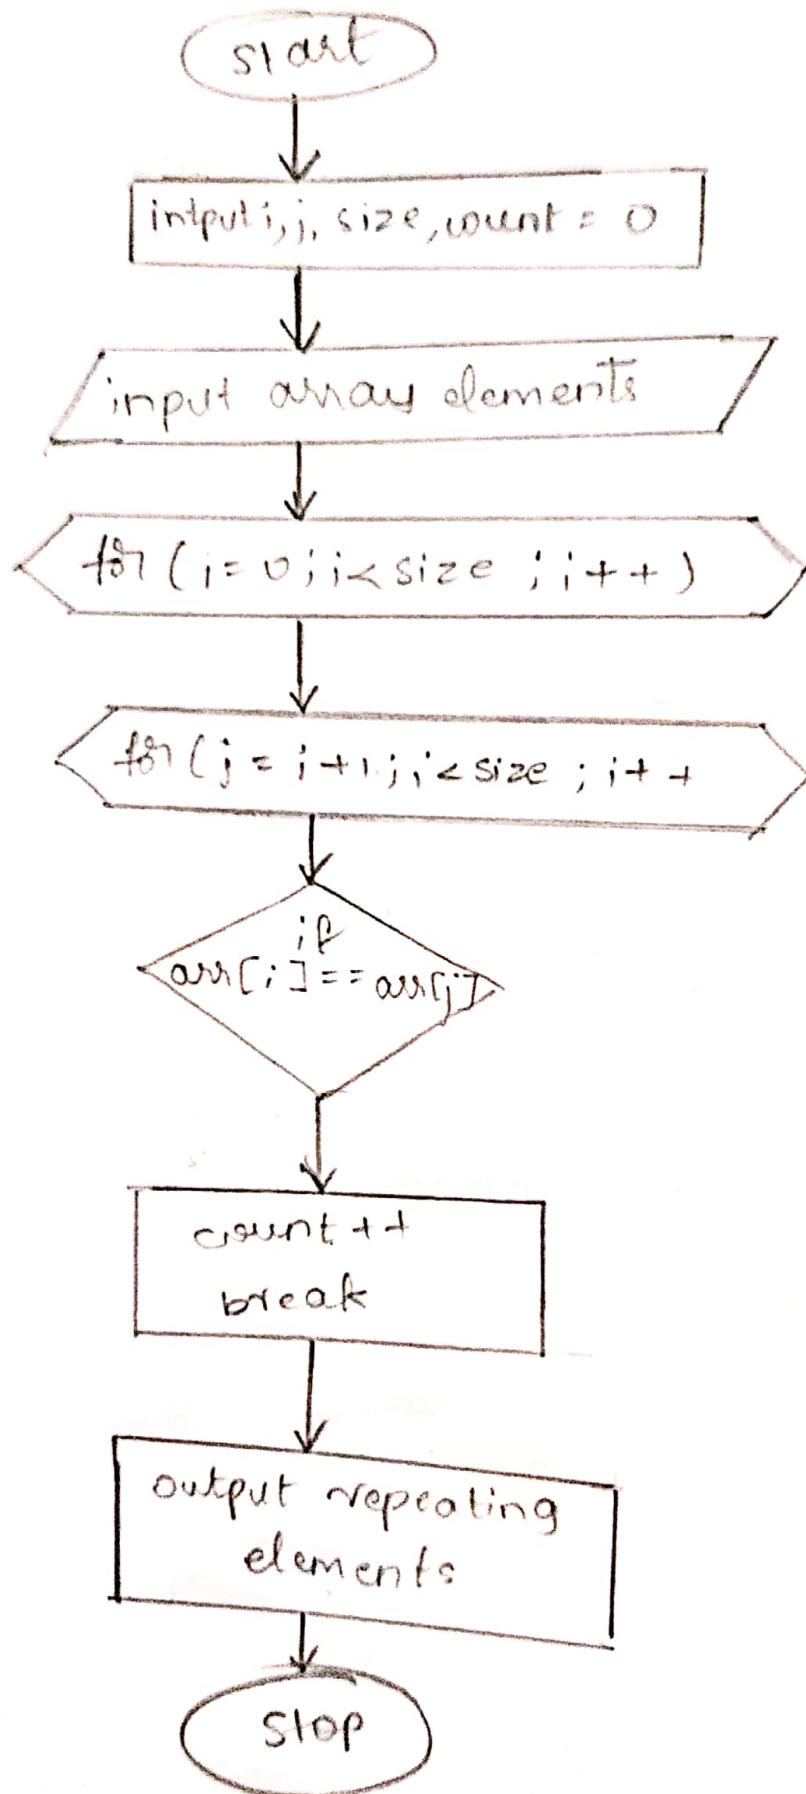 start
intput i, j, size, count = 0
input array elements
for (i = 0; i < size ; i + + )
for (j = i + 1; i < size ; i + +
if
arr[i] == arr[j]
count + +
break
output repeating
elements
stop